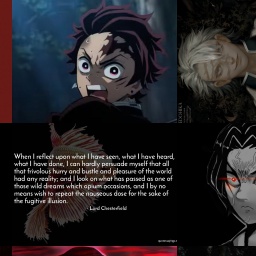 When I reflect upon what I have seen, what I have heard,
what I have done, I can hardly persuade myself that all
that frivolous hurry and bustle and pleasure of the world
had any reality; and I look on what has passed as one of
those wild dreams which opium occasions, and I by no
means wish to repeat the nauseous dose for the sake of
the fugitive illusion.
Lord Chesterfield